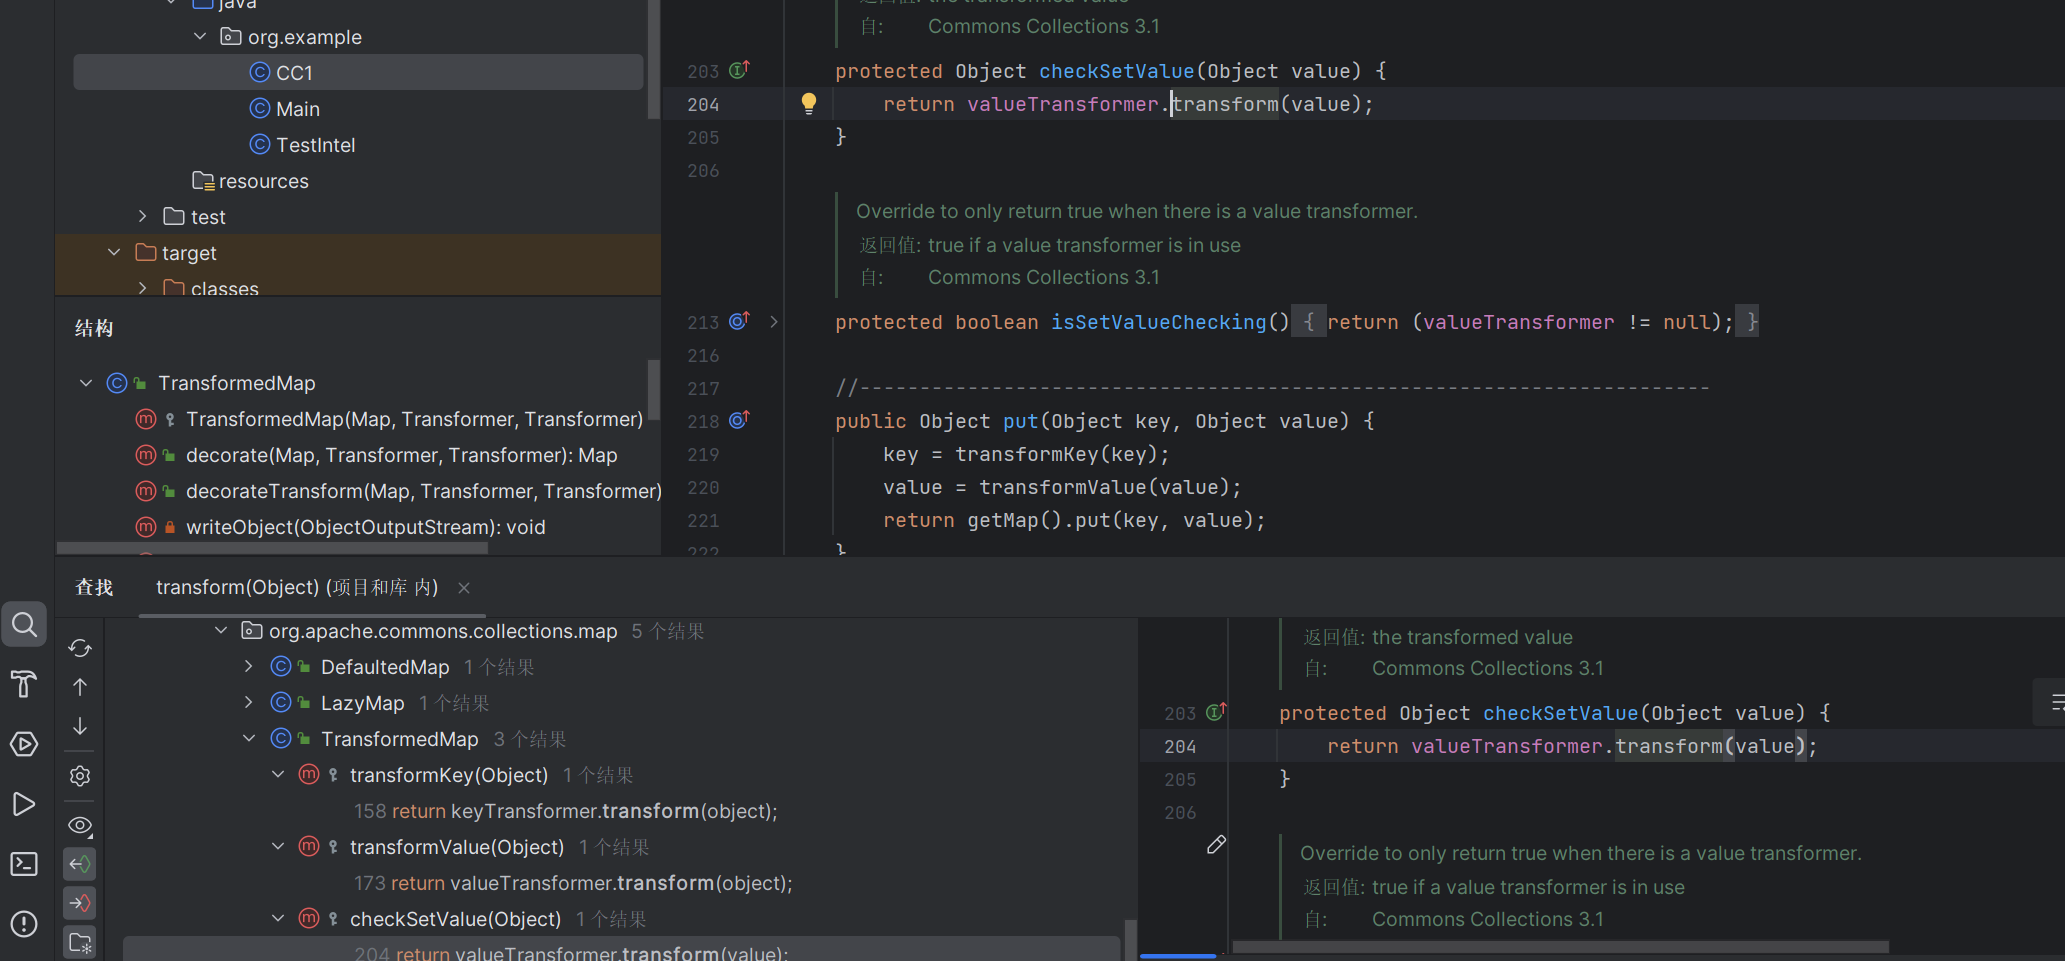 java
org.example
CC1
Main
TestIntel
resources
test
target
classes
结构
TransformedMap
TransformedMap(Map, Transformer, Transformer)
decorate(Map, Transformer, Transformer): Map
decorateTransform(Map, Transformer, Transformer)
writeObject(ObjectOutputStream): void
返回值: the transformed value
自: Commons Collections 3.1
203 protected Object checkSetValue(Object value) {
204 return valueTransformer.transform(value);
205 }
206
Override to only return true when there is a value transformer.
返回值: true if a value transformer is in use
自: Commons Collections 3.1
213 protected boolean isSetValueChecking() { return (valueTransformer != null); }
216
217 //-----------------------------------------------------------------------
218 public Object put(Object key, Object value) {
219 key = transformKey(key);
220 value = transformValue(value);
221 return getMap().put(key, value);
222 }
查找 transform(Object) (项目和库 内)
org.apache.commons.collections.map 5 个结果
DefaultedMap 1 个结果
LazyMap 1 个结果
TransformedMap 3 个结果
transformKey(Object) 1 个结果
158 return keyTransformer.transform(object);
transformValue(Object) 1 个结果
173 return valueTransformer.transform(object);
checkSetValue(Object) 1 个结果
204 return valueTransformer.transform(value);
返回值: the transformed value
自: Commons Collections 3.1
203 protected Object checkSetValue(Object value) {
204 return valueTransformer.transform(value);
205 }
206
Override to only return true when there is a value transformer.
返回值: true if a value transformer is in use
自: Commons Collections 3.1